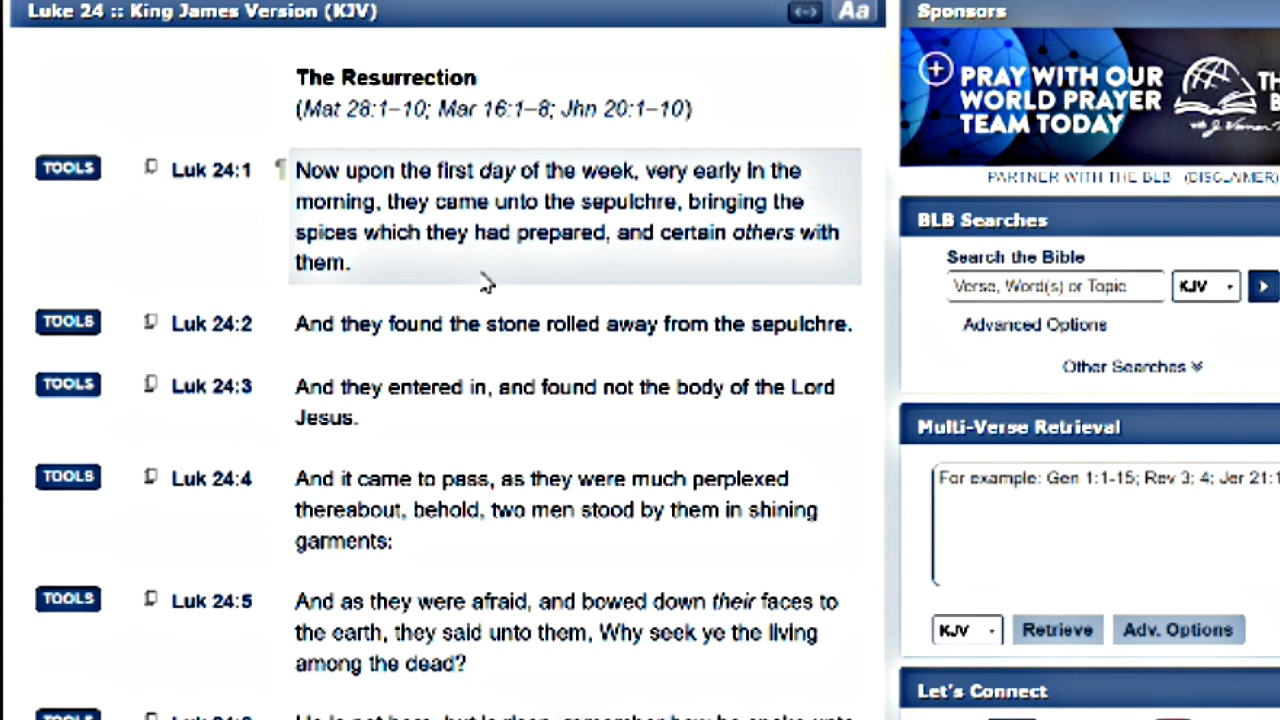 Luke 24 :: King James Version (KJV)
Aa
The Resurrection
(Mat 28:1–10; Mar 16:1–8; Jhn 20:1–10)
TOOLS Luk 24:1 ¶ Now upon the first day of the week, very early in the
morning, they came unto the sepulchre, bringing the
spices which they had prepared, and certain others with
them.
TOOLS Luk 24:2 And they found the stone rolled away from the sepulchre.
TOOLS Luk 24:3 And they entered in, and found not the body of the Lord
Jesus.
TOOLS Luk 24:4 And it came to pass, as they were much perplexed
thereabout, behold, two men stood by them in shining
garments:
TOOLS Luk 24:5 And as they were afraid, and bowed down their faces to
the earth, they said unto them, Why seek ye the living
among the dead?
Sponsors
PRAY WITH OUR
WORLD PRAYER
TEAM TODAY
PARTNER WITH THE BLB (DISCLAIMER)
BLB Searches
Search the Bible
Verse, Word(s) or Topic KJV
Advanced Options
Other Searches
Multi-Verse Retrieval
For example: Gen 1:1-15; Rev 3; 4; Jer 21:1
KJV Retrieve Adv. Options
Let's Connect